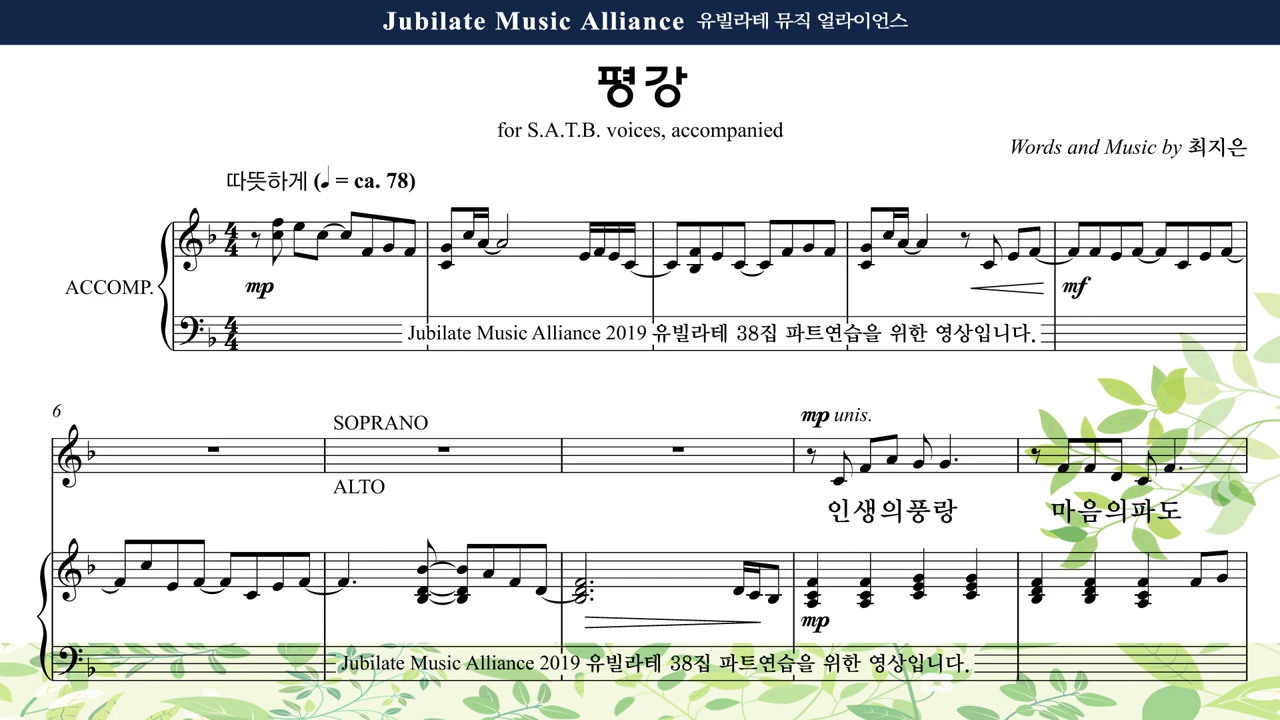 Jubilate Music Alliance 유빌라테 뮤직 얼라이언스
평강
for S.A.T.B. voices, accompanied
Words and Music by 최지은
따뜻하게 (♩ = ca. 78)
ACCOMP.
mp
mf
Jubilate Music Alliance 2019 유빌라테 38집 파트연습을 위한 영상입니다.
6
SOPRANO
mp unis.
ALTO
인생의풍랑 마음의파도
mp
Jubilate Music Alliance 2019 유빌라테 38집 파트연습을 위한 영상입니다.